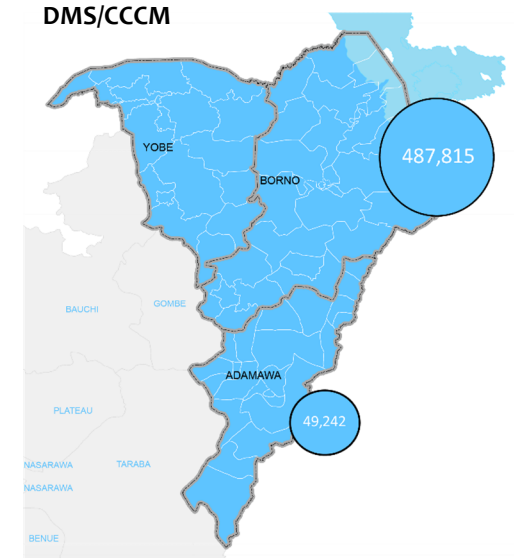 DMS/CCCM
YOBE
487,815
BORNO
BAUCHI
GOMBE
ADAMAWA
PLATEAU
49,242
NASARAWA
TARABA
NASARAWA
BENUE